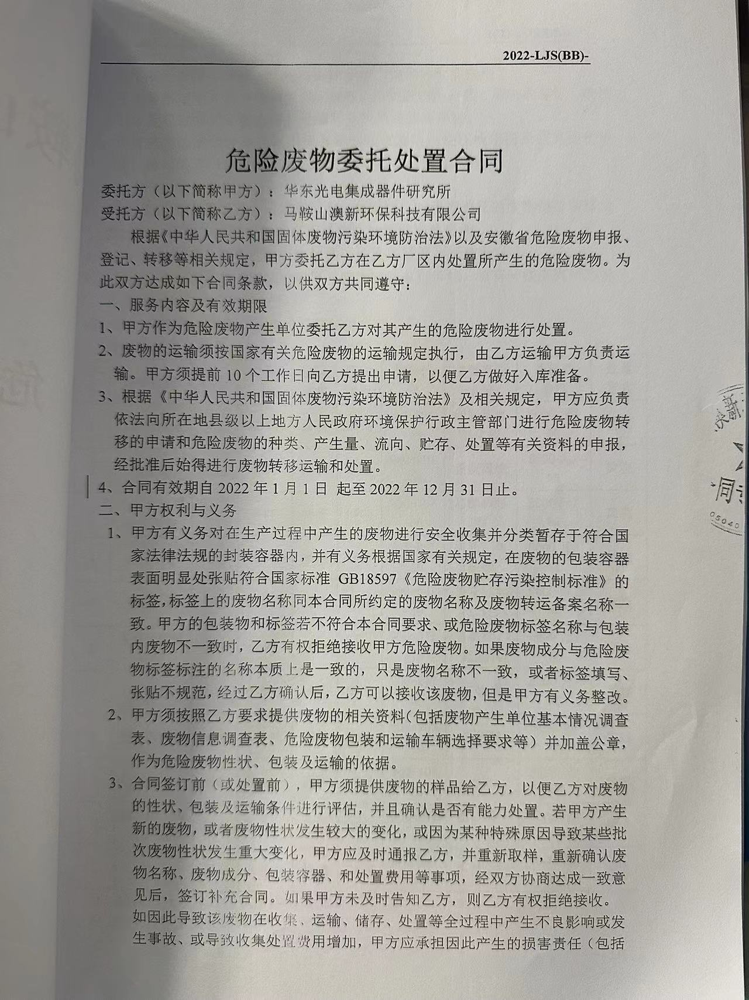 2022-LJS(BB)-
危险废物委托处置合同
委托方（以下简称甲方）：华东光电集成器件研究所
受托方（以下简称乙方）：马鞍山澳新环保科技有限公司
根据《中华人民共和国固体废物污染环境防治法》以及安徽省危险废物申报、
登记、转移等相关规定，甲方委托乙方在乙方厂区内处置所产生的危险废物。为
此双方达成如下合同条款，以供双方共同遵守：
一、服务内容及有效期限
1、甲方作为危险废物产生单位委托乙方对其产生的危险废物进行处置。
2、废物的运输须按国家有关危险废物的运输规定执行，由乙方运输甲方负责运
输。甲方须提前 10 个工作日向乙方提出申请，以便乙方做好入库准备。
3、根据《中华人民共和国固体废物污染环境防治法》及相关规定，甲方应负责
依法向所在地县级以上地方人民政府环境保护行政主管部门进行危险废物转
移的申请和危险废物的种类、产生量、流向、贮存、处置等有关资料的申报，
经批准后始得进行废物转移运输和处置。
4、合同有效期自 2022 年 1 月 1 日 起至 2022 年 12 月 31 日止。
二、甲方权利与义务
1、甲方有义务对在生产过程中产生的废物进行安全收集并分类暂存于符合国
家法律法规的封装容器内，并有义务根据国家有关规定，在废物的包装容器
表面明显处张贴符合国家标准 GB18597《危险废物贮存污染控制标准》的
标签，标签上的废物名称同本合同所约定的废物名称及废物转运备案名称一
致。甲方的包装物和标签若不符合本合同要求、或危险废物标签名称与包装
内废物不一致时，乙方有权拒绝接收甲方危险废物。如果废物成分与危险废
物标签标注的名称本质上是一致的，只是废物名称不一致，或者标签填写、
张贴不规范，经过乙方确认后，乙方可以接收该废物，但是甲方有义务整改。
2、甲方须按照乙方要求提供废物的相关资料（包括废物产生单位基本情况调查
表、废物信息调查表、危险废物包装和运输车辆选择要求等）并加盖公章，
作为危险废物性状、包装及运输的依据。
3、合同签订前（或处置前），甲方须提供废物的样品给乙方，以便乙方对废物
的性状、包装及运输条件进行评估，并且确认是否有能力处置。若甲方产生
新的废物，或者废物性状发生较大的变化，或因为某种特殊原因导致某些批
次废物性状发生重大变化，甲方应及时通报乙方，并重新取样，重新确认废
物名称、废物成分、包装容器、和处置费用等事项，经双方协商达成一致意
见后，签订补充合同。如果甲方未及时告知乙方，则乙方有权拒绝接收。
如因此导致该废物在收集、运输、储存、处置等全过程中产生不良影响或发
生事故、或导致收集处置费用增加，甲方应承担因此产生的损害责任（包括
同
05040